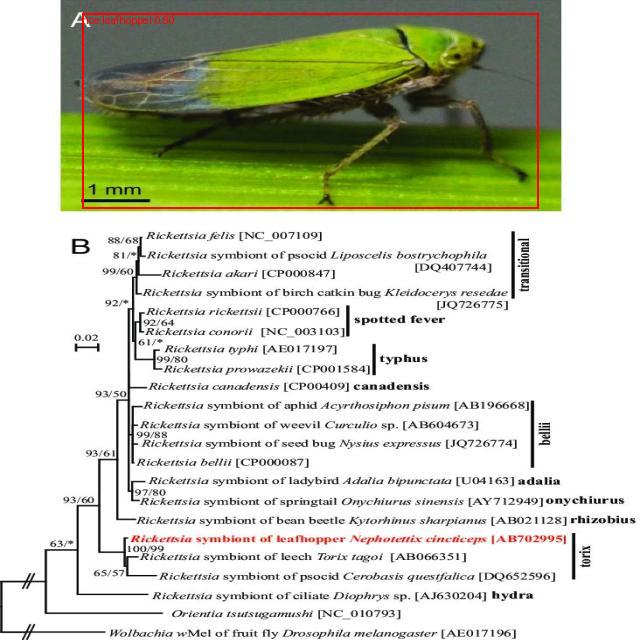 A
rice leafhopper 0.90
1 mm
B
Rickettsia felis [NC_007109]
88/68
Rickettsia symbiont of psocid Liposcelis bostrychophila
[DQ407744]
81/*
Rickettsia akari [CP000847]
99/60
Rickettsia symbiont of birch catkin bug Kleidocerys resedae
[JQ726775]
transitional
92/*
Rickettsia rickettsii [CP000766]
92/64
Rickettsia conorii [NC_003103]
spotted fever
61/*
Rickettsia typhi [AE017197]
99/80
Rickettsia prowazekii [CP001584]
typhus
0.02
Rickettsia canadensis [CP00409] canadensis
93/50
Rickettsia symbiont of aphid Acyrthosiphon pisum [AB196668]
Rickettsia symbiont of weevil Curculio sp. [AB604673]
99/88
Rickettsia symbiont of seed bug Nysius expressus [JQ726774]
Rickettsia bellii [CP000087]
bellii
93/61
Rickettsia symbiont of ladybird Adalia bipunctata [U04163] adalia
97/80
Rickettsia symbiont of springtail Onychiurus sinensis [AY712949] onychiurus
93/60
Rickettsia symbiont of bean beetle Kytorhinus sharpianus [AB021128] rhizobius
Rickettsia symbiont of leafhopper Nephotettix cincticeps [AB702995]
63/*
100/99
Rickettsia symbiont of leech Torix tagoi [AB066351]
65/57
Rickettsia symbiont of psocid Cerobasis questfalica [DQ652596]
torix
Rickettsia symbiont of ciliate Diophrys sp. [AJ630204] hydra
Orientia tsutsugamushi [NC_010793]
Wolbachia wMel of fruit fly Drosophila melanogaster [AE017196]